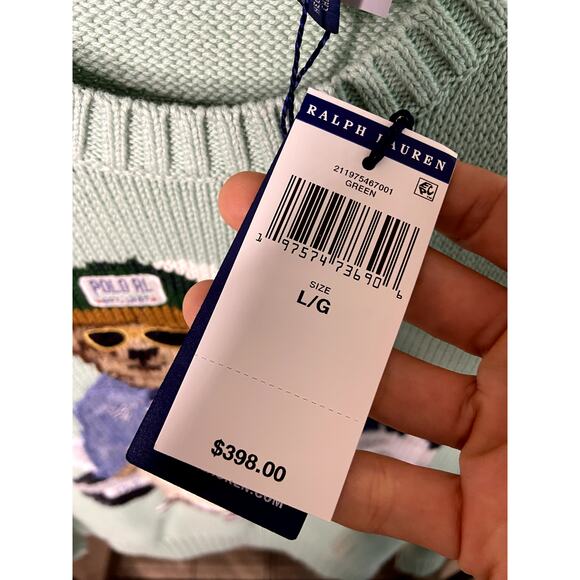 RALPH LAUREN
211975467001
GREEN
1 97574 73690 6
SIZE
L/G
$398.00
POLO RL